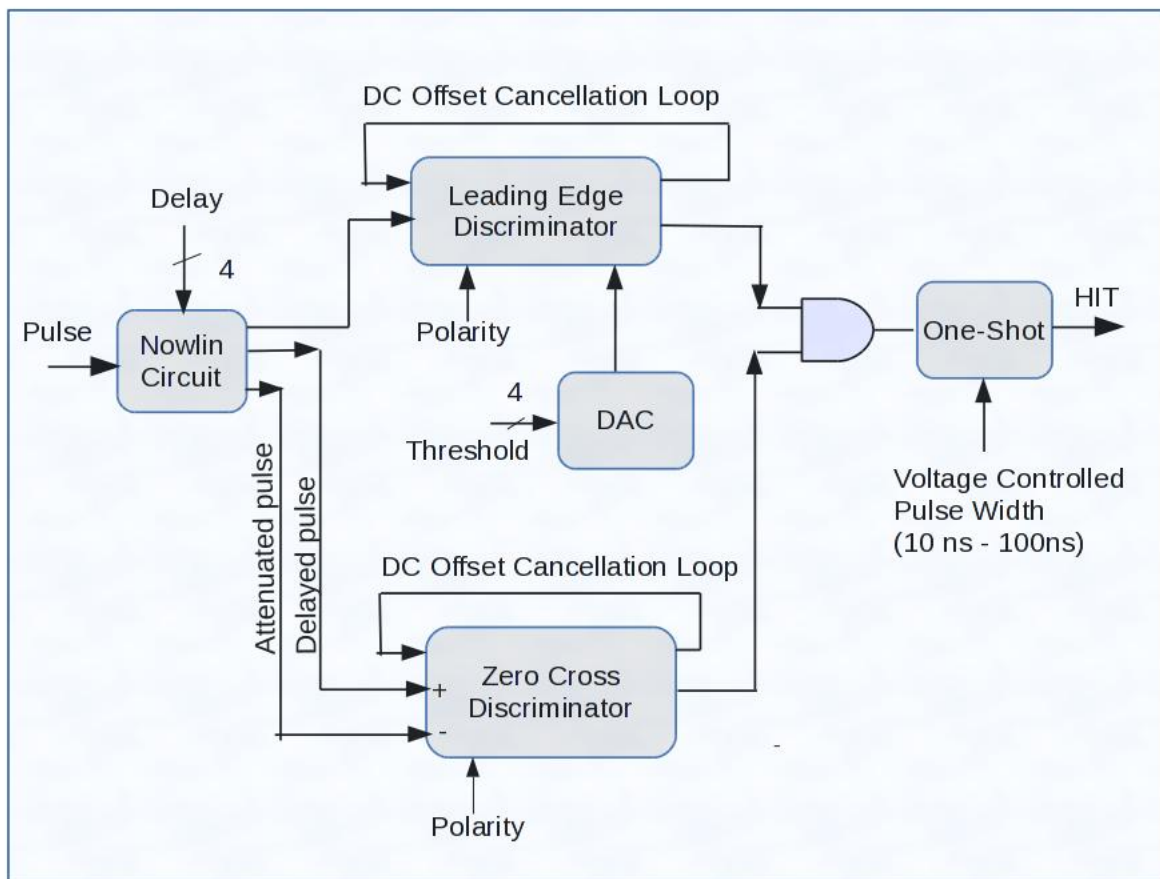 DC Offset Cancellation Loop
Leading Edge
Discriminator
Delay
4
Pulse
Nowlin
Circuit
Polarity
HIT
One-Shot
4
Threshold
DAC
Voltage Controlled
Pulse Width
(10 ns - 100ns)
Attenuated pulse
Delayed pulse
DC Offset Cancellation Loop
Zero Cross
Discriminator
+
-
Polarity
-